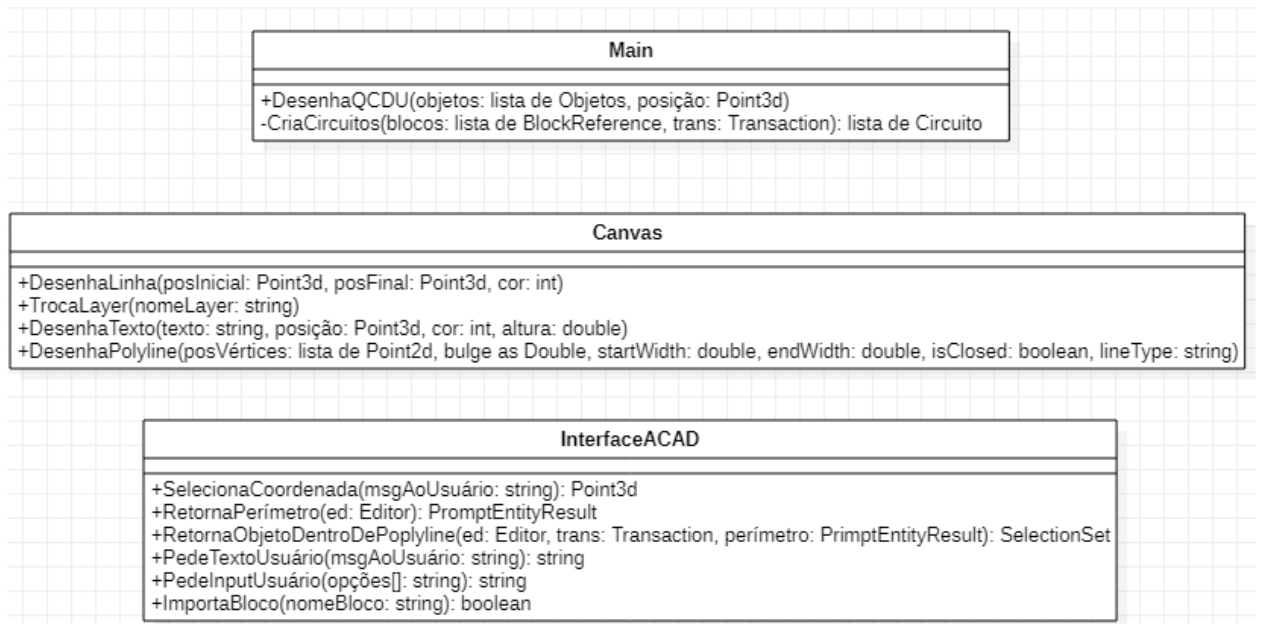 Main
+DesenhaQCDU(objetos: lista de Objetos, posição: Point3d)
-CriaCircuitos(blocos: lista de BlockReference, trans: Transaction): lista de Circuito
Canvas
+DesenhaLinha(posInicial: Point3d, posFinal: Point3d, cor: int)
+TrocaLayer(nomeLayer: string)
+DesenhaTexto(texto: string, posição: Point3d, cor: int, altura: double)
+DesenhaPolyline(posVértices: lista de Point2d, bulge as Double, startWidth: double, endWidth: double, isClosed: boolean, lineType: string)
InterfaceACAD
+SelecionaCoordenada(msgAoUsuário: string): Point3d
+RetornaPerímetro(ed: Editor): PromptEntityResult
+RetornaObjetoDentroDePoplyline(ed: Editor, trans: Transaction, perímetro: PrimptEntityResult): SelectionSet
+PedeTextoUsuário(msgAoUsuário: string): string
+PedeInputUsuário(opções[]: string): string
+ImportaBloco(nomeBloco: string): boolean